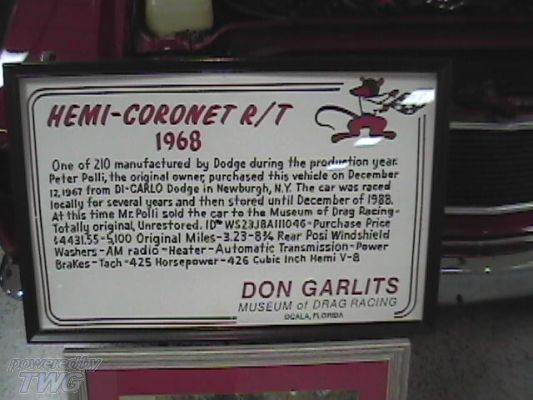 HEMI-CORONET R/T
1968
One of 210 manufactured by Dodge during the production year.
Peter Polli, the original owner, purchased this vehicle on December
12, 1967 from DI-CARLO Dodge in Newburgh, N.Y. The car was raced
locally for several years and then stored until December of 1988.
At this time Mr. Polli sold the car to the Museum of Drag Racing-
Totally original, Unrestored. ID# WS23J8A111046-Purchase Price
$4431.55-5,100 Original Miles-3.23-8¾ Rear Posi Windshield
Washers-AM radio-Heater-Automatic Transmission-Power
Brakes-Tach-425 Horsepower-426 Cubic Inch Hemi V-8
DON GARLITS
MUSEUM of DRAG RACING
OCALA, FLORIDA
powered by
TWG